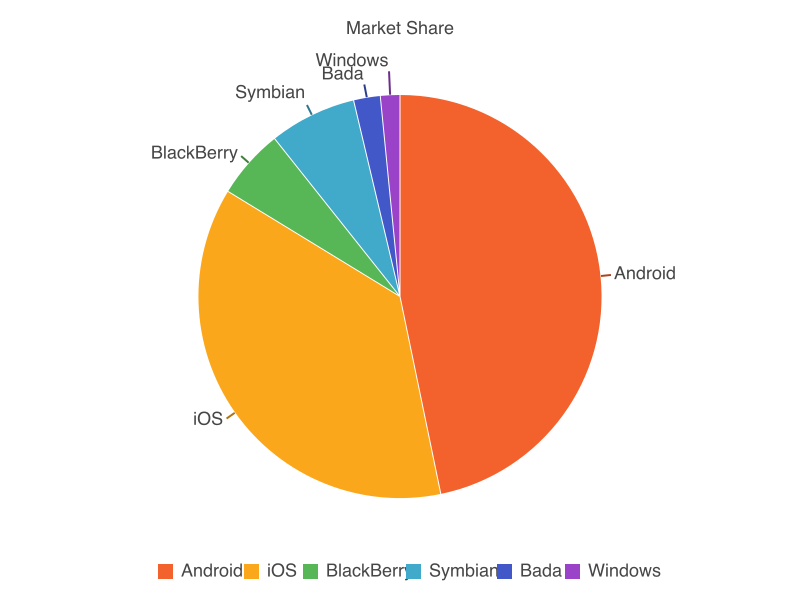 Market Share
Windows
Bada
Symbian
BlackBerry
Android
iOS
Android iOS BlackBerry Symbian Bada Windows